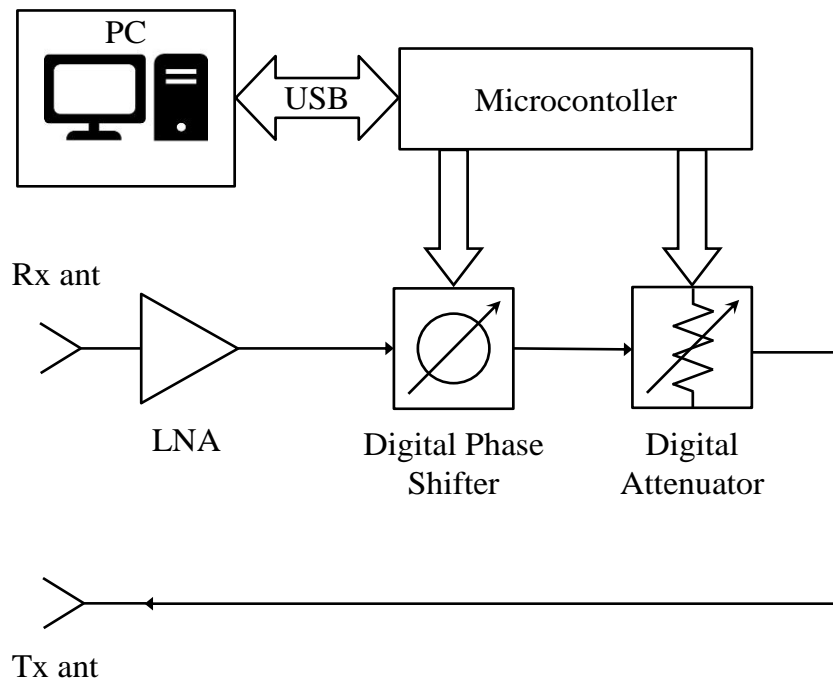 PC
USB
Microcontoller
Rx ant
LNA
Digital Phase
Shifter
Digital
Attenuator
Tx ant